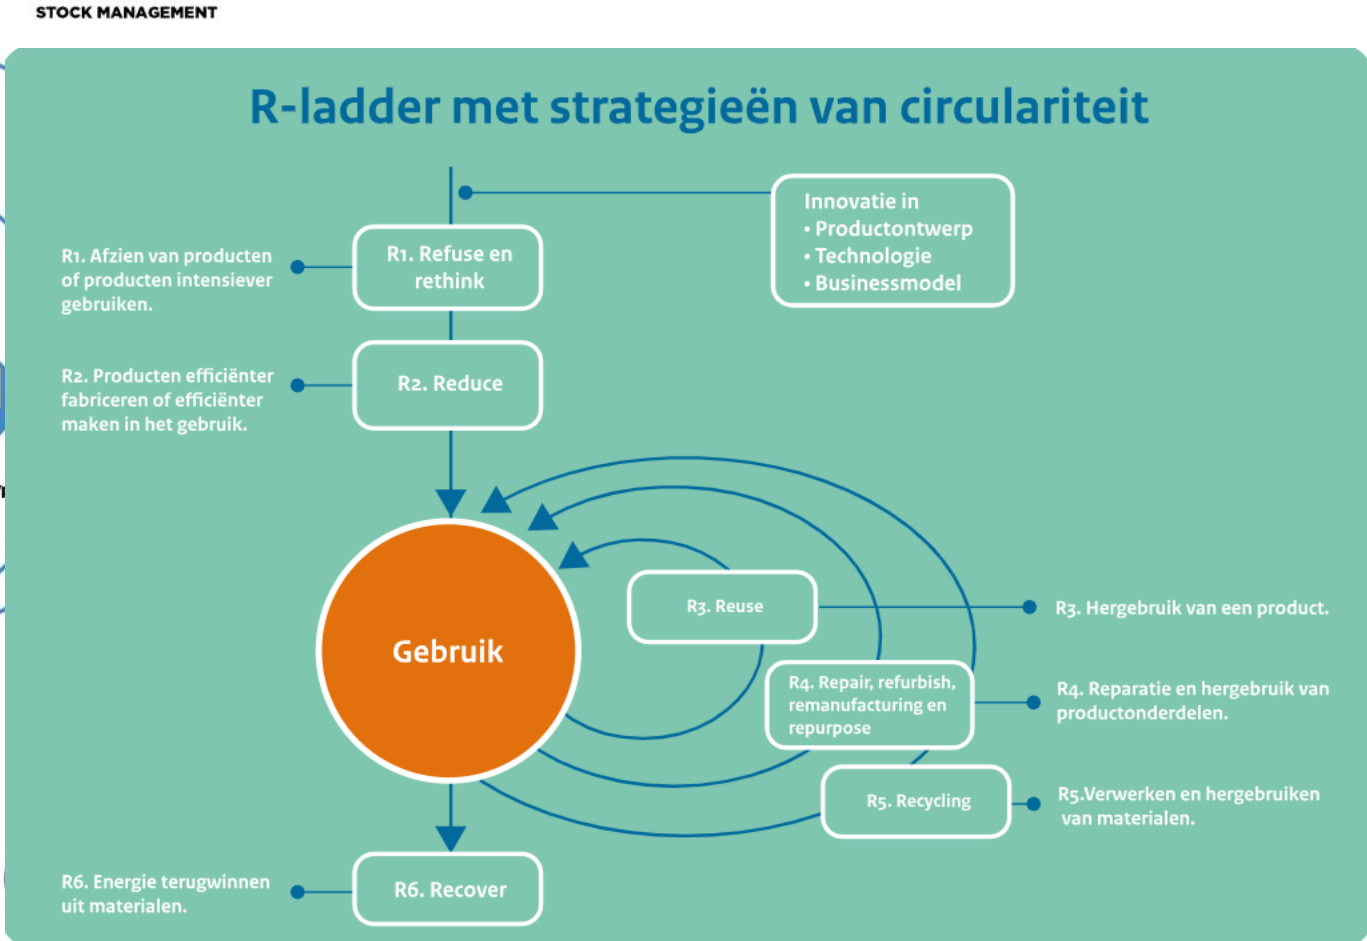 STOCK MANAGEMENT
R-ladder met strategieën van circulariteit
Innovatie in
• Productontwerp
• Technologie
• Businessmodel
R1. Afzien van producten
of producten intensiever
gebruiken.
R1. Refuse en
rethink
R2. Producten efficiënter
fabriceren of efficiënter
maken in het gebruik.
R2. Reduce
Gebruik
R3. Reuse
R3. Hergebruik van een product.
R4. Repair, refurbish,
remanufacturing en
repurpose
R4. Reparatie en hergebruik van
productonderdelen.
R5. Recycling
R5.Verwerken en hergebruiken
van materialen.
R6. Energie terugwinnen
uit materialen.
R6. Recover